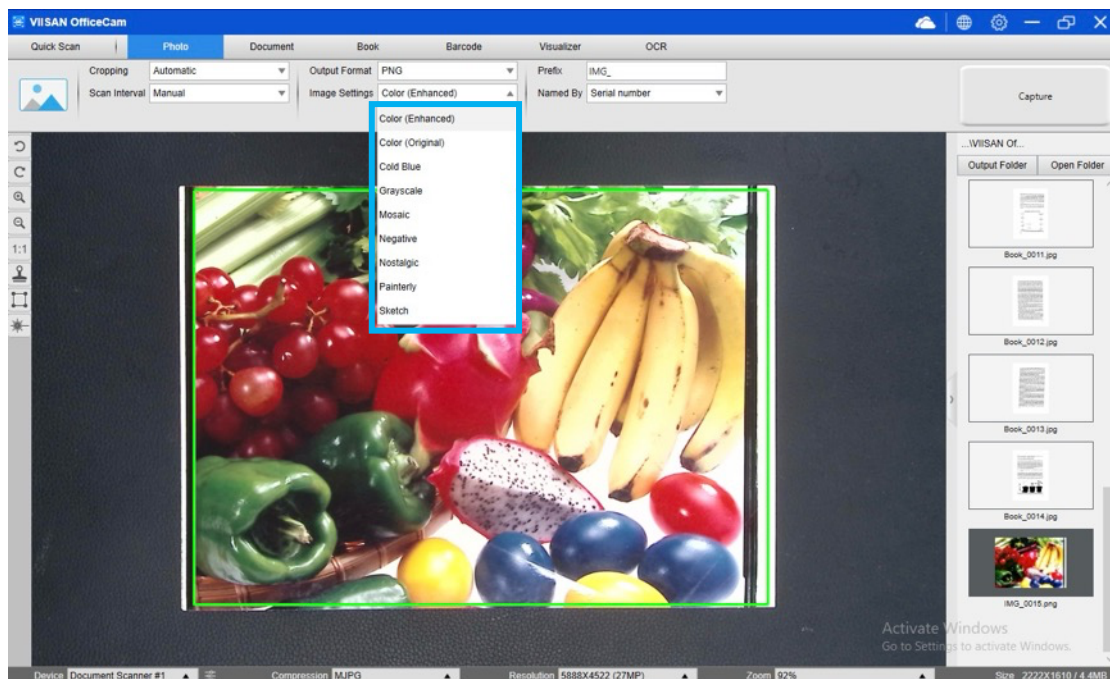 VIISAN OfficeCam
Quick Scan
Photo
Document
Book
Barcode
Visualizer
OCR
Cropping Automatic
Output Format PNG
Prefix IMG_
Scan Interval Manual
Image Settings Color (Enhanced)
Named By Serial number
Capture
Color (Enhanced)
Color (Original)
Cold Blue
Grayscale
Mosaic
Negative
Nostalgic
Painterly
Sketch
1:1
...\VIISAN Of...
Output Folder
Open Folder
Book_0011.jpg
Book_0012.jpg
Book_0013.jpg
Book_0014.jpg
IMG_0015.png
Activate Windows
Go to Settings to activate Windows.
Device Document Scanner #1
Compression MJPG
Resolution 5888X4522 (27MP)
Zoom 92%
Size 2222X1610 / 4.4MB